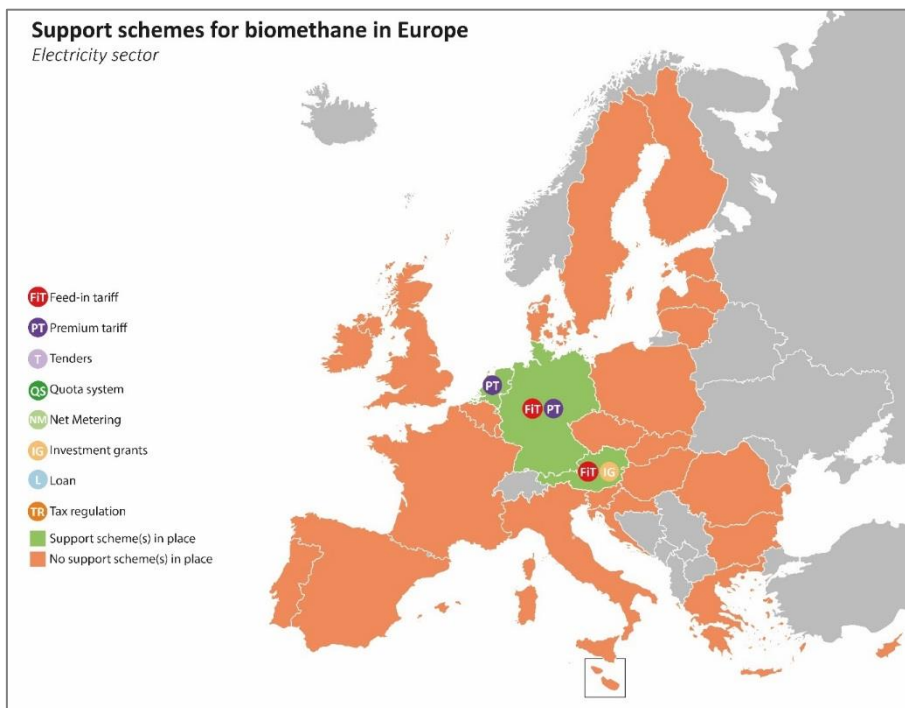 Support schemes for biomethane in Europe
Electricity sector
FiT Feed-in tariff
PT Premium tariff
T Tenders
QS Quota system
NM Net Metering
IG Investment grants
L Loan
TR Tax regulation
Support scheme(s) in place
No support scheme(s) in place
PT
FiT PT
FiT IG